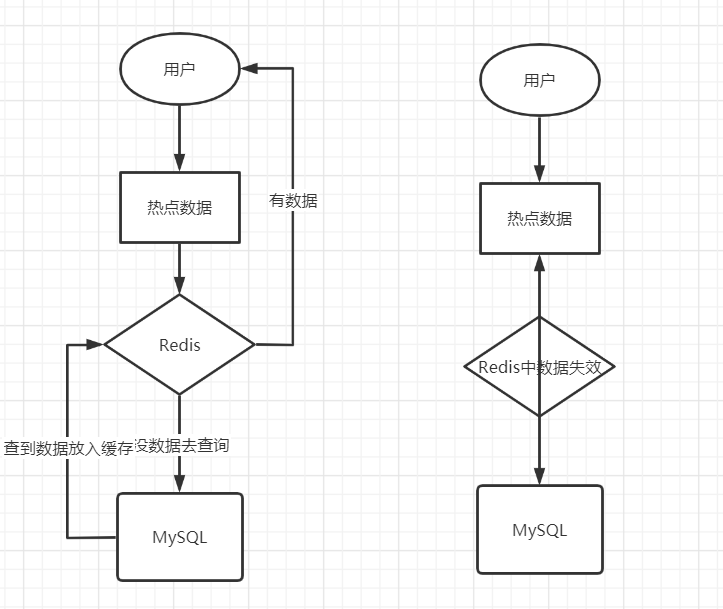 用户
热点数据
有数据
Redis
查到数据放入缓存
没数据去查询
MySQL
用户
热点数据
Redis中数据失效
MySQL